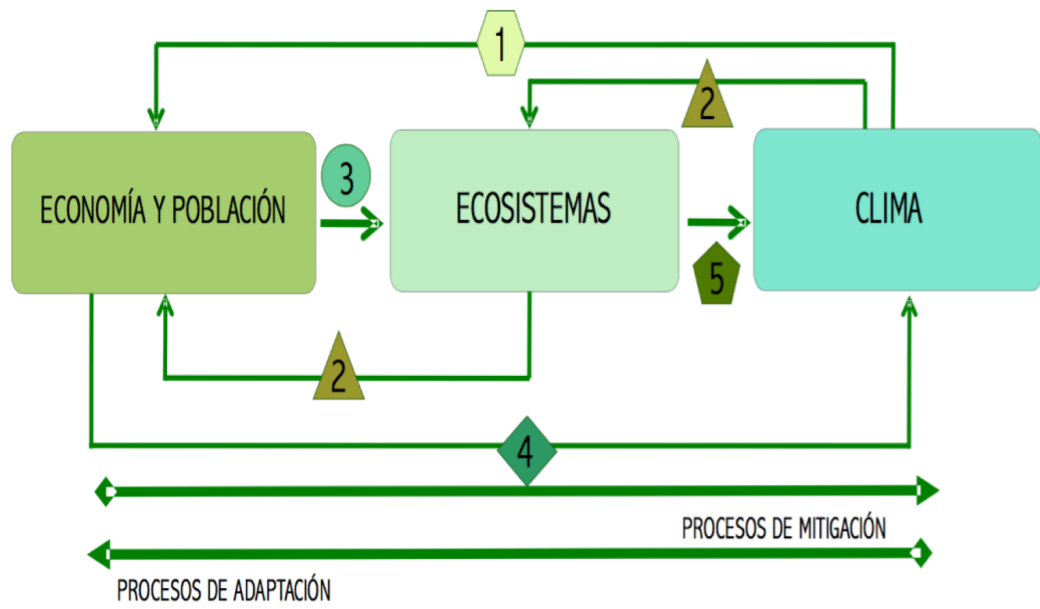 1
2
3
ECONOMÍA Y POBLACIÓN
ECOSISTEMAS
CLIMA
5
2
4
PROCESOS DE MITIGACIÓN
PROCESOS DE ADAPTACIÓN